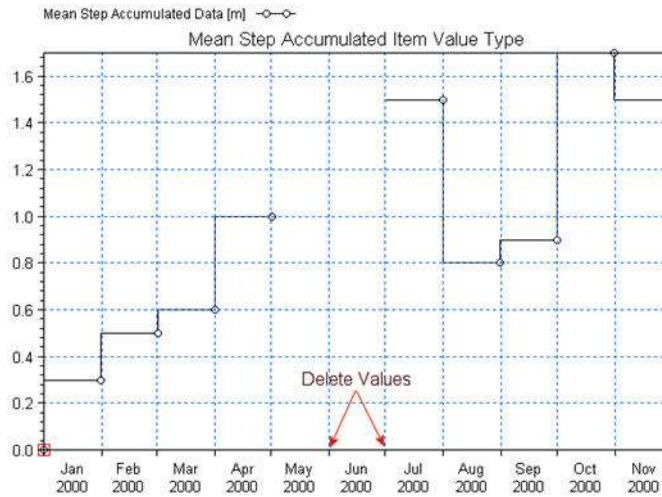 Mean Step Accumulated Data [m]
Mean Step Accumulated Item Value Type
1.6
1.4
1.2
1.0
0.8
0.6
0.4
0.2
0.0
Delete Values
Jan Feb Mar Apr May Jun Jul Aug Sep Oct Nov
2000 2000 2000 2000 2000 2000 2000 2000 2000 2000 2000